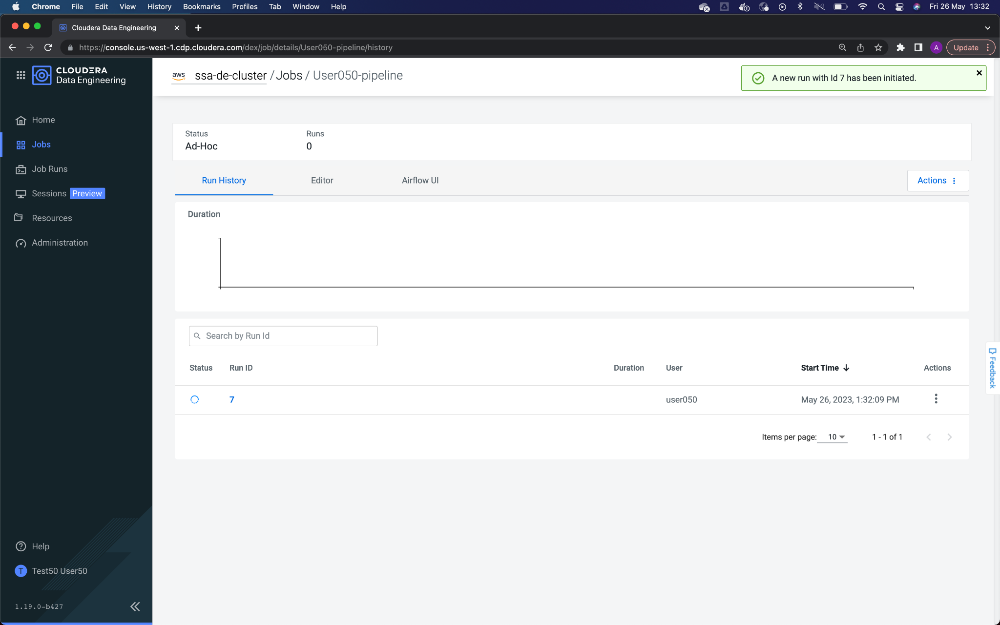 Chrome File Edit View History Bookmarks Profiles Tab Window Help Fri 26 May 13:32
Cloudera Data Engineering
https://console.us-west-1.cdp.cloudera.com/dex/job/details/User050-pipeline/history A Update
CLOUDERA
Data Engineering
Home
Jobs
Job Runs
Sessions Preview
Resources
Administration
Help
T Test50 User50
1.19.0-b427
aws ssa-de-cluster / Jobs / User050-pipeline
A new run with Id 7 has been initiated.
Status Runs
Ad-Hoc 0
Run History Editor Airflow UI Actions
Duration
Search by Run Id
Status Run ID Duration User Start Time Actions
7 user050 May 26, 2023, 1:32:09 PM
Items per page: 10 1 - 1 of 1
Feedback